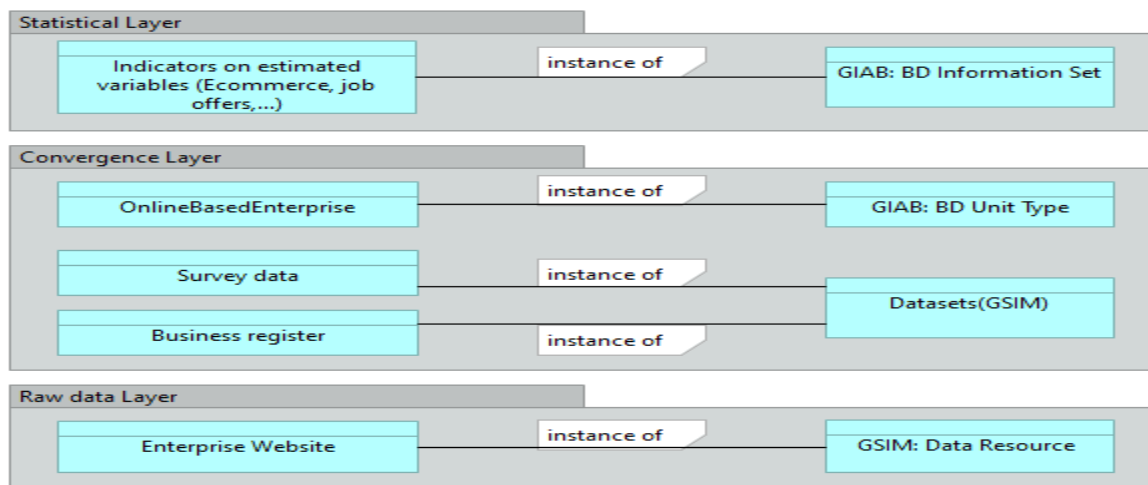 Statistical Layer
Indicators on estimated
variables (Ecommerce, job
offers,...)
instance of
GIAB: BD Information Set
Convergence Layer
OnlineBasedEnterprise
instance of
GIAB: BD Unit Type
Survey data
instance of
Datasets(GSIM)
Business register
instance of
Raw data Layer
Enterprise Website
instance of
GSIM: Data Resource